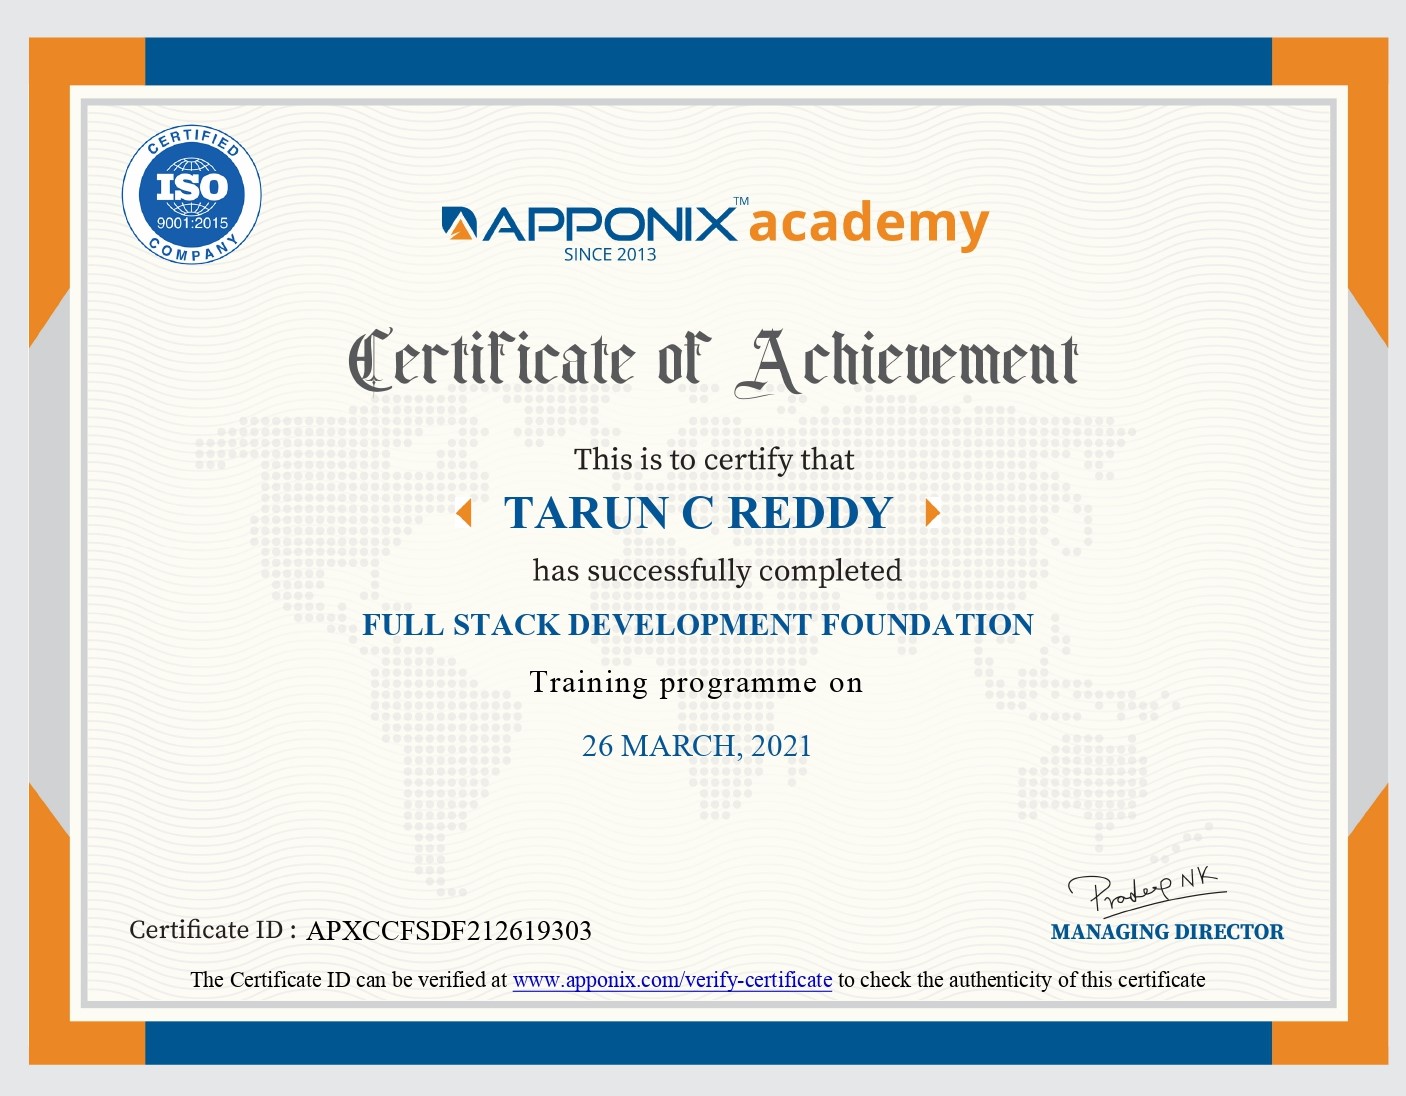 CERTIFIED
ISO
9001:2015
COMPANY
APPONIX™ academy
SINCE 2013
Certificate of Achievement
This is to certify that
TARUN C REDDY
has successfully completed
FULL STACK DEVELOPMENT FOUNDATION
Training programme on
26 MARCH, 2021
Pradeep NK
Certificate ID : APXCCFSDF212619303
MANAGING DIRECTOR
The Certificate ID can be verified at www.apponix.com/verify-certificate to check the authenticity of this certificate